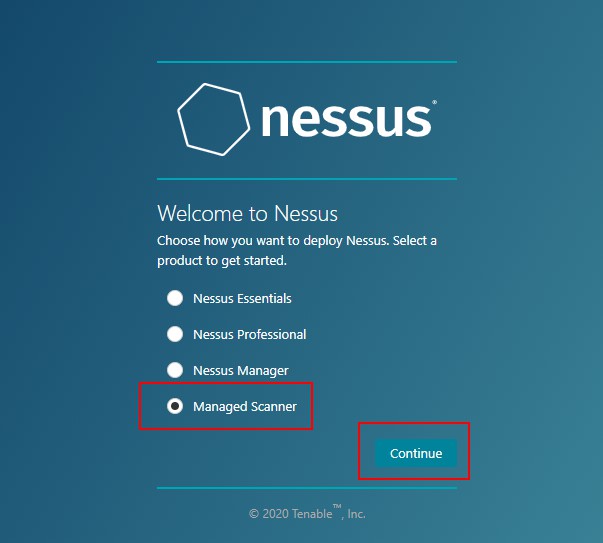 nessus®
Welcome to Nessus
Choose how you want to deploy Nessus. Select a
product to get started.
Nessus Essentials
Nessus Professional
Nessus Manager
Managed Scanner
Continue
© 2020 Tenable™, Inc.